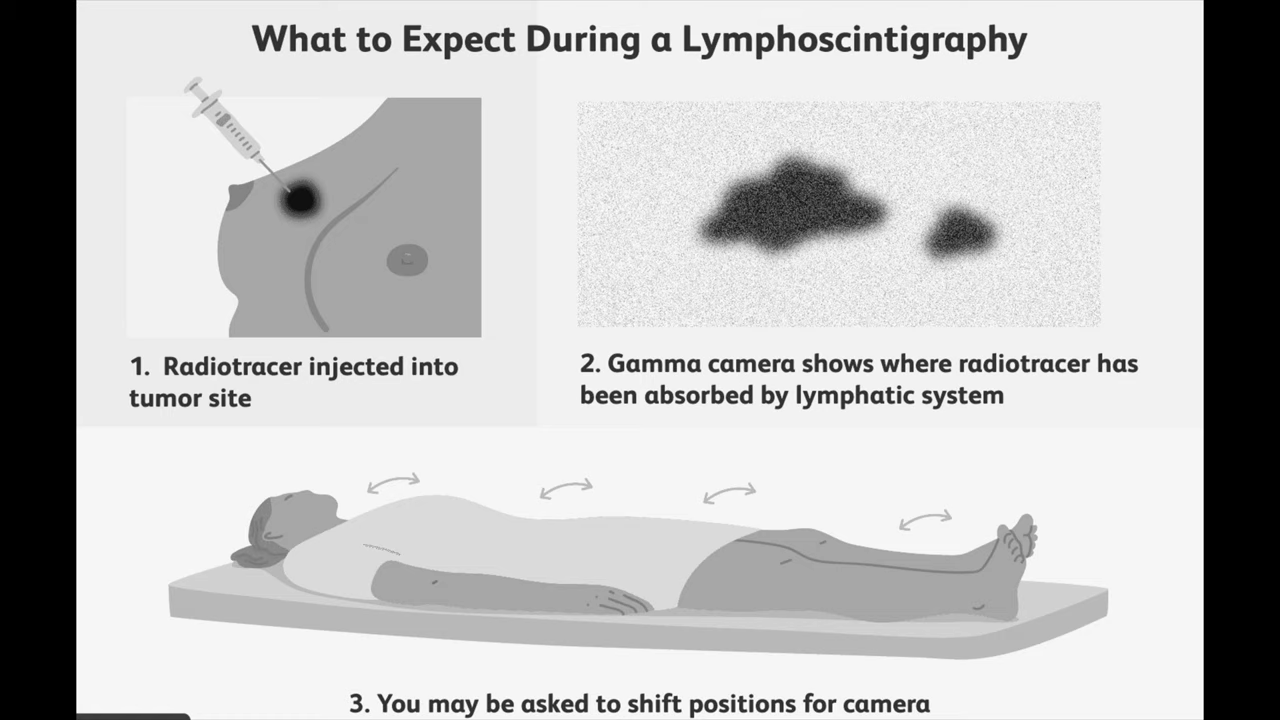 What to Expect During a Lymphoscintigraphy
1. Radiotracer injected into
tumor site
2. Gamma camera shows where radiotracer has
been absorbed by lymphatic system
3. You may be asked to shift positions for camera